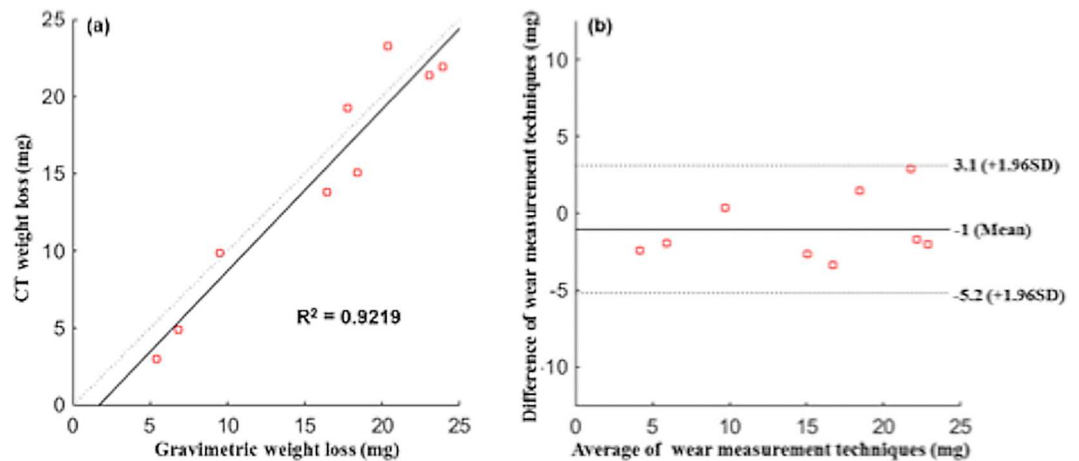 (a)
25
20
15
10
5
0
CT weight loss (mg)
R² = 0.9219
0 5 10 15 20 25
Gravimetric weight loss (mg)
(b)
10
5
0
-5
-10
Difference of wear measurement techniques (mg)
3.1 (+1.96SD)
-1 (Mean)
-5.2 (+1.96SD)
0 5 10 15 20 25
Average of wear measurement techniques (mg)